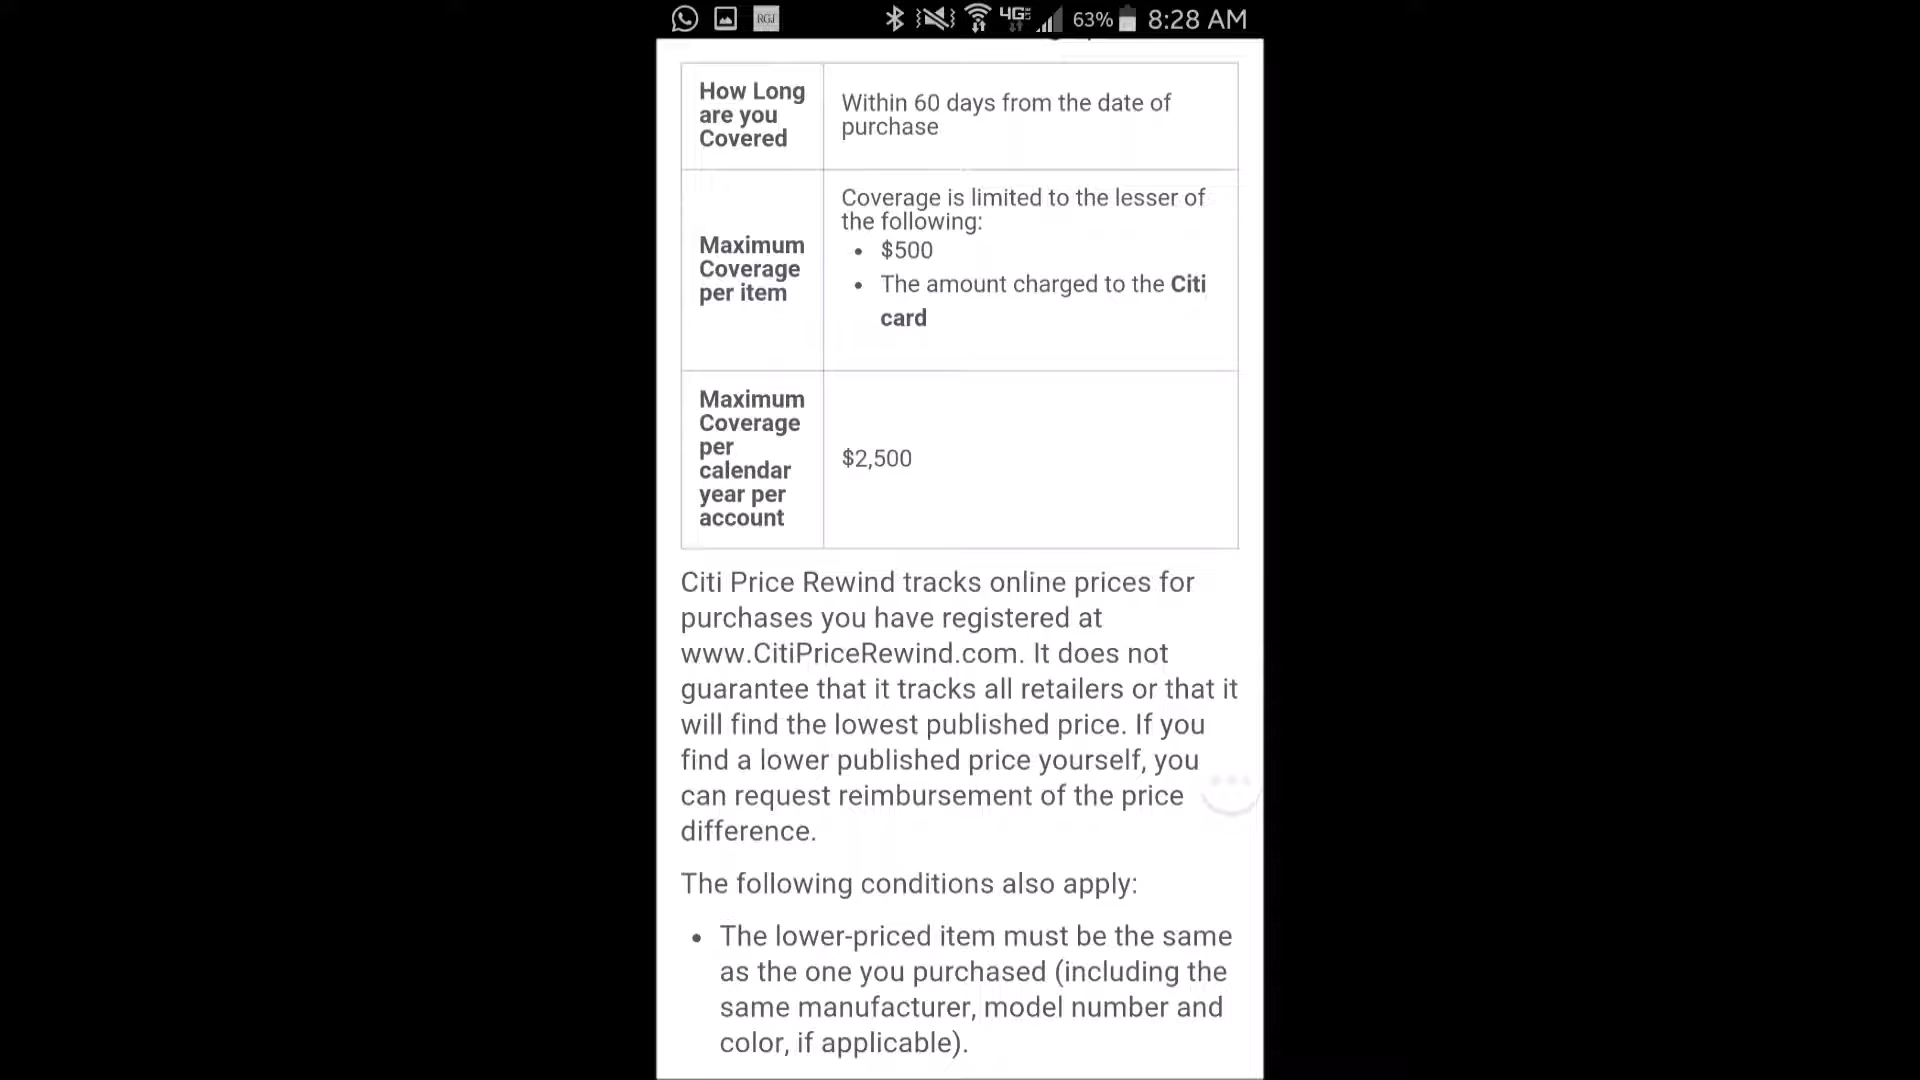 RGJ
4G 63% 8:28 AM
How Long
are you
Covered
Within 60 days from the date of
purchase
Maximum
Coverage
per item
Coverage is limited to the lesser of
the following:
• $500
• The amount charged to the Citi
card
Maximum
Coverage
per
calendar
year per
account
$2,500
Citi Price Rewind tracks online prices for
purchases you have registered at
www.CitiPriceRewind.com. It does not
guarantee that it tracks all retailers or that it
will find the lowest published price. If you
find a lower published price yourself, you
can request reimbursement of the price
difference.
The following conditions also apply:
• The lower-priced item must be the same
as the one you purchased (including the
same manufacturer, model number and
color, if applicable).